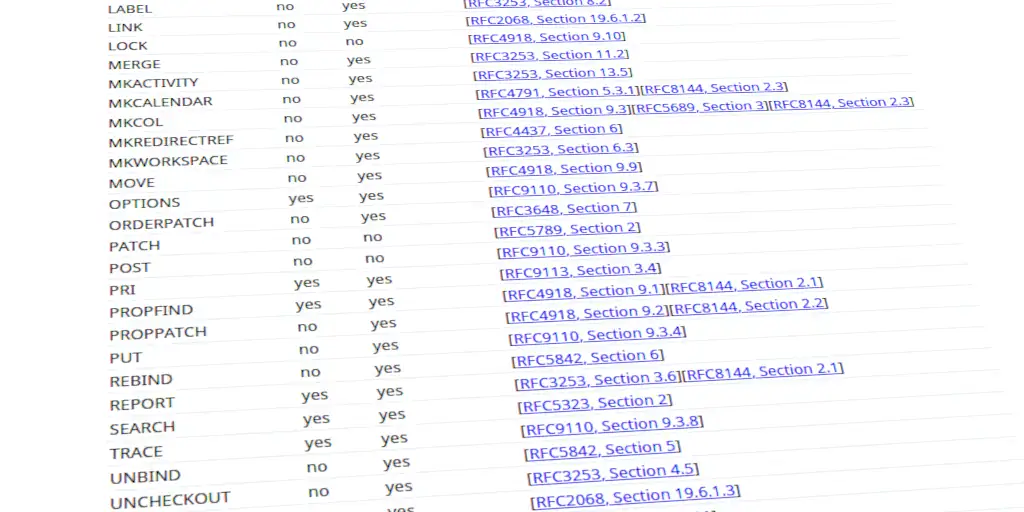 LABEL no yes [RFC3253, Section 8.2]
LINK no yes [RFC2068, Section 19.6.1.2]
LOCK no no [RFC4918, Section 9.10]
MERGE no yes [RFC3253, Section 11.2]
MKACTIVITY no yes [RFC3253, Section 13.5]
MKCALENDAR no yes [RFC4791, Section 5.3.1][RFC8144, Section 2.3]
MKCOL no yes [RFC4918, Section 9.3][RFC5689, Section 3][RFC8144, Section 2.3]
MKREDIRECTREF no yes [RFC4437, Section 6]
MKWORKSPACE no yes [RFC3253, Section 6.3]
MOVE no yes [RFC4918, Section 9.9]
OPTIONS yes yes [RFC9110, Section 9.3.7]
ORDERPATCH no yes [RFC3648, Section 7]
PATCH no no [RFC5789, Section 2]
POST no no [RFC9110, Section 9.3.3]
PRI yes yes [RFC9113, Section 3.4]
PROPFIND yes yes [RFC4918, Section 9.1][RFC8144, Section 2.1]
PROPPATCH no yes [RFC4918, Section 9.2][RFC8144, Section 2.2]
PUT no yes [RFC9110, Section 9.3.4]
REBIND no yes [RFC5842, Section 6]
REPORT yes yes [RFC3253, Section 3.6][RFC8144, Section 2.1]
SEARCH yes yes [RFC5323, Section 2]
TRACE yes yes [RFC9110, Section 9.3.8]
UNBIND no yes [RFC5842, Section 5]
UNCHECKOUT no yes [RFC3253, Section 4.5]
yes [RFC2068, Section 19.6.1.3]